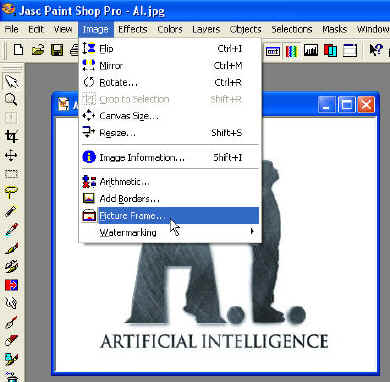 Jasc Paint Shop Pro - AI.jpg
File Edit View Image Effects Colors Layers Objects Selections Masks Window
Flip Ctrl+I
Mirror Ctrl+M
Rotate... Ctrl+R
Crop to Selection Shift+R
Canvas Size...
Resize... Shift+S
Image Information... Shift+I
Arithmetic...
Add Borders...
Picture Frame...
Watermarking
A.I.
ARTIFICIAL INTELLIGENCE